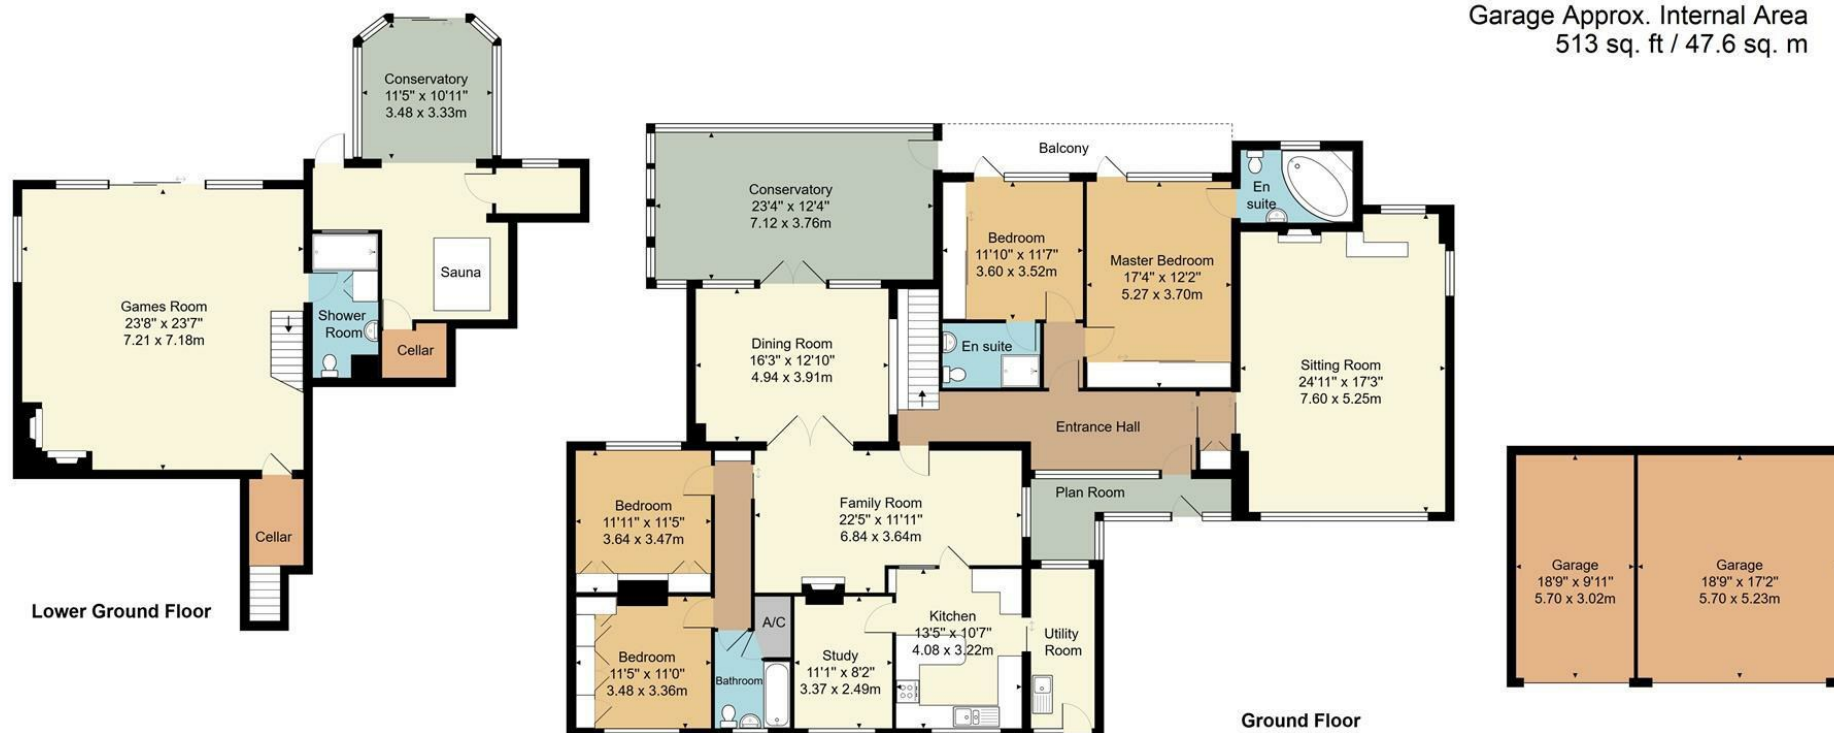 Garage Approx. Internal Area
513 sq. ft / 47.6 sq. m
Conservatory
11'5" x 10'11"
3.48 x 3.33m
Games Room
23'8" x 23'7"
7.21 x 7.18m
Shower
Room
Sauna
Cellar
Cellar
Lower Ground Floor
Conservatory
23'4" x 12'4"
7.12 x 3.76m
Balcony
Bedroom
11'10" x 11'7"
3.60 x 3.52m
Master Bedroom
17'4" x 12'2"
5.27 x 3.70m
En
suite
Dining Room
16'3" x 12'10"
4.94 x 3.91m
En suite
Sitting Room
24'11" x 17'3"
7.60 x 5.25m
Entrance Hall
Bedroom
11'11" x 11'5"
3.64 x 3.47m
Family Room
22'5" x 11'11"
6.84 x 3.64m
Plan Room
Bedroom
11'5" x 11'0"
3.48 x 3.36m
A/C
Bathroom
Study
11'1" x 8'2"
3.37 x 2.49m
Kitchen
13'5" x 10'7"
4.08 x 3.22m
Utility
Room
Ground Floor
Garage
18'9" x 9'11"
5.70 x 3.02m
Garage
18'9" x 17'2"
5.70 x 5.23m